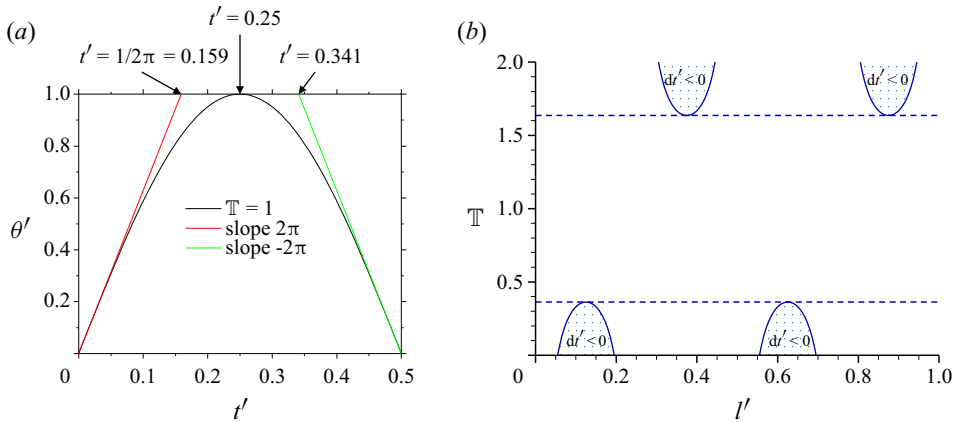 (a)
t′ = 0.25
t′ = 1/2π = 0.159
t′ = 0.341
1.0
0.8
0.6
0.4
0.2
θ′
𝕋 = 1
slope 2π
slope -2π
0
0.1
0.2
0.3
0.4
0.5
t′
(b)
2.0
1.5
1.0
0.5
𝕋
dt′ < 0
dt′ < 0
dt′ < 0
dt′ < 0
0
0.2
0.4
0.6
0.8
1.0
l′